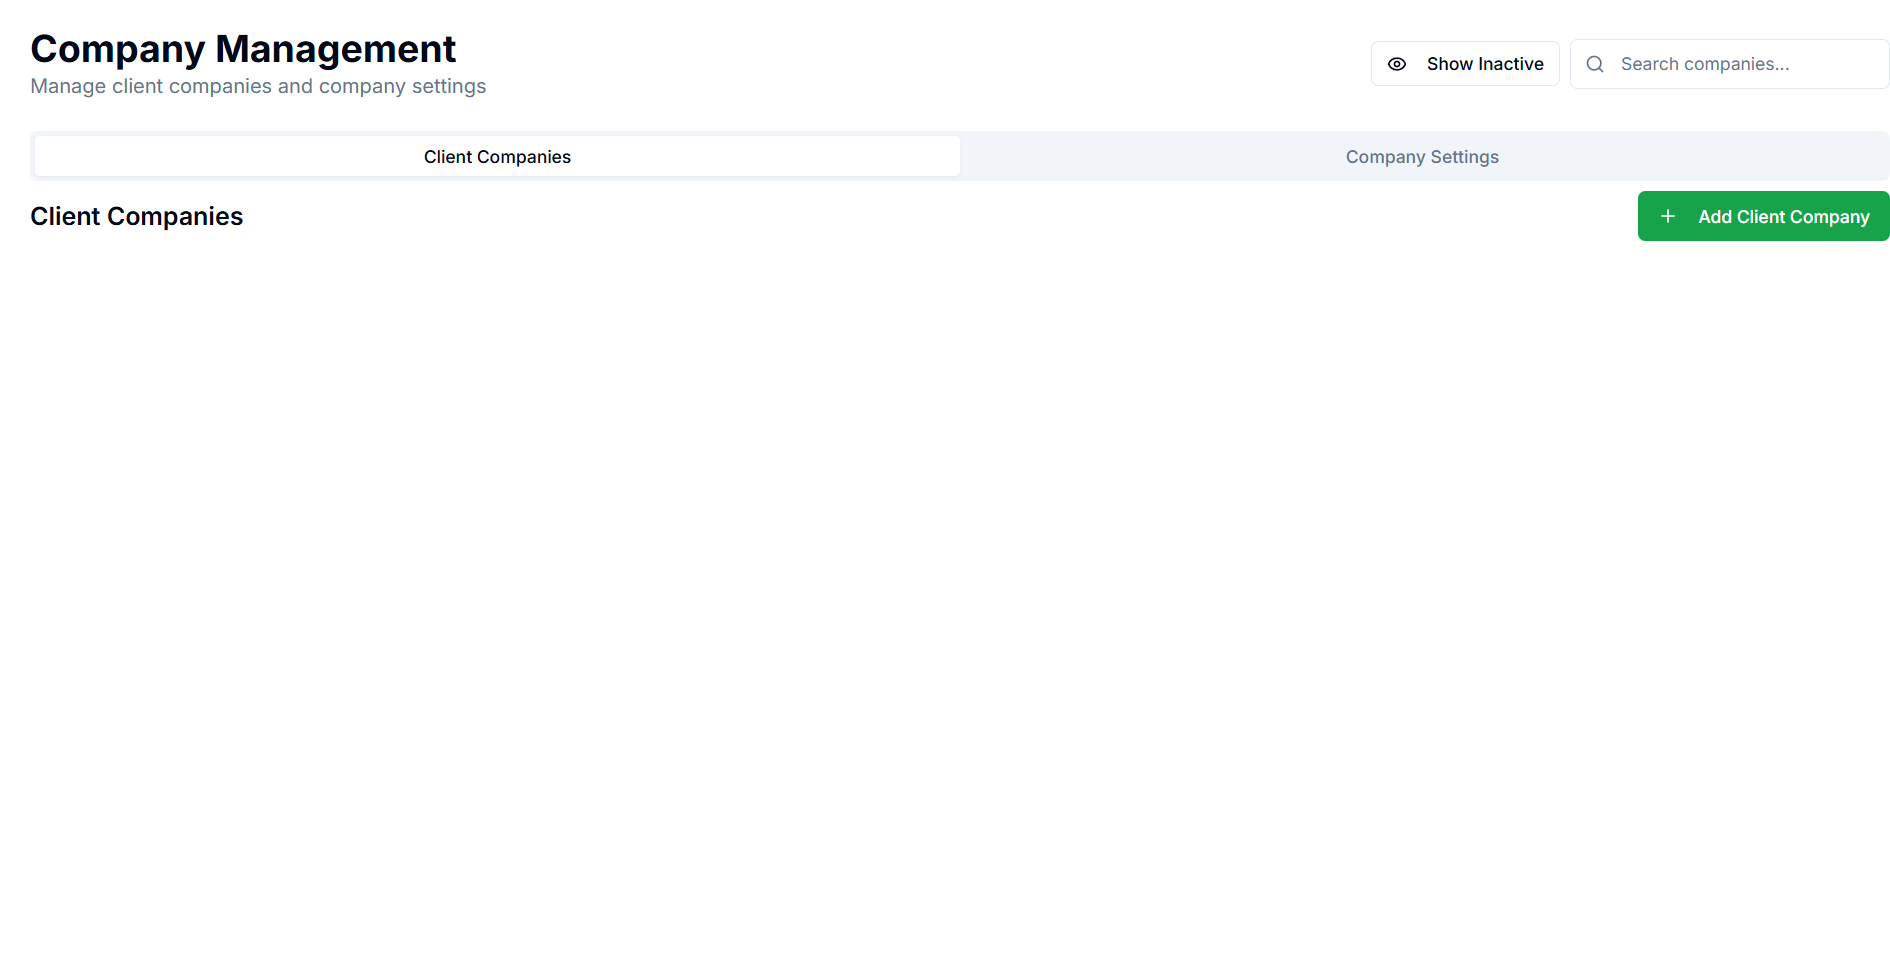 Company Management
Manage client companies and company settings
Show Inactive
Search companies...
Client Companies
Company Settings
Client Companies
Add Client Company